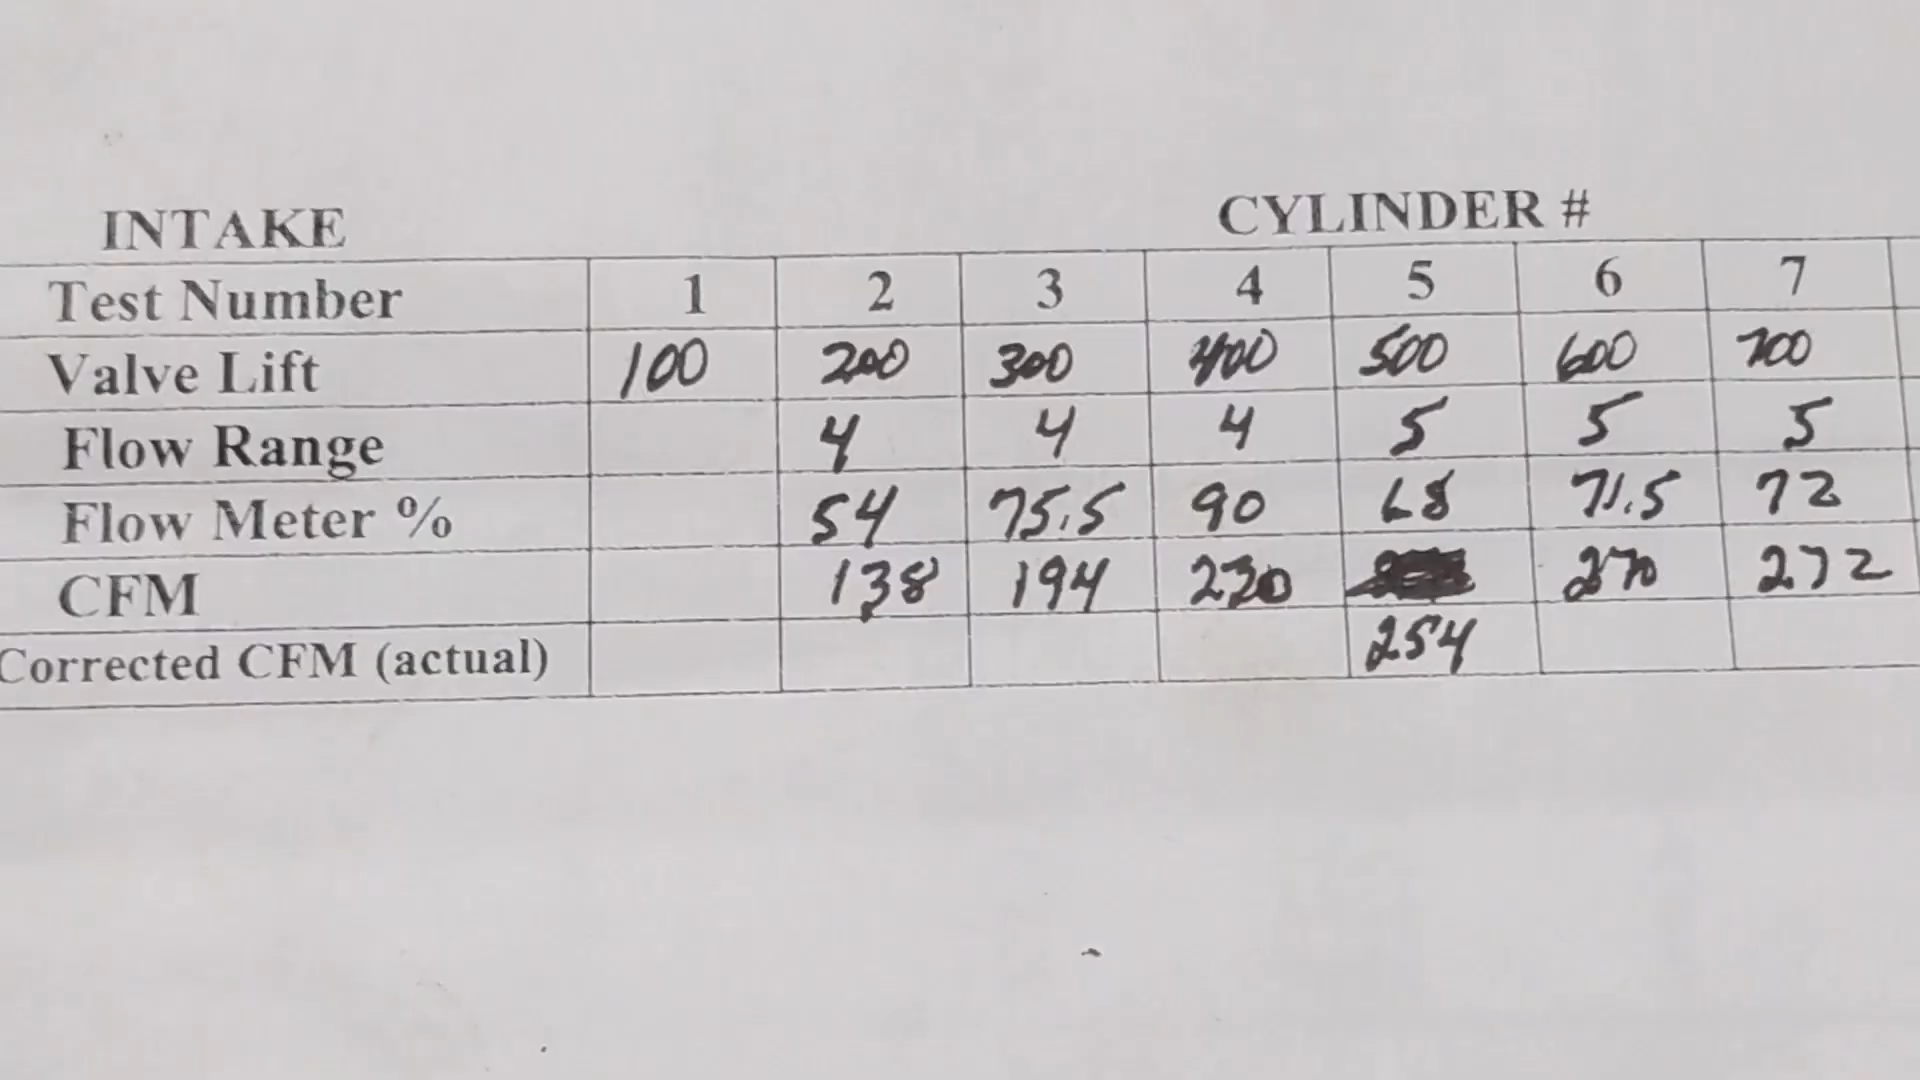 INTAKE CYLINDER #
Test Number 1 2 3 4 5 6 7
Valve Lift 100 200 300 400 500 600 700
Flow Range 4 4 4 5 5 5
Flow Meter % 54 75.5 90 68 71.5 72
CFM 138 194 230 270 272
Corrected CFM (actual) 254